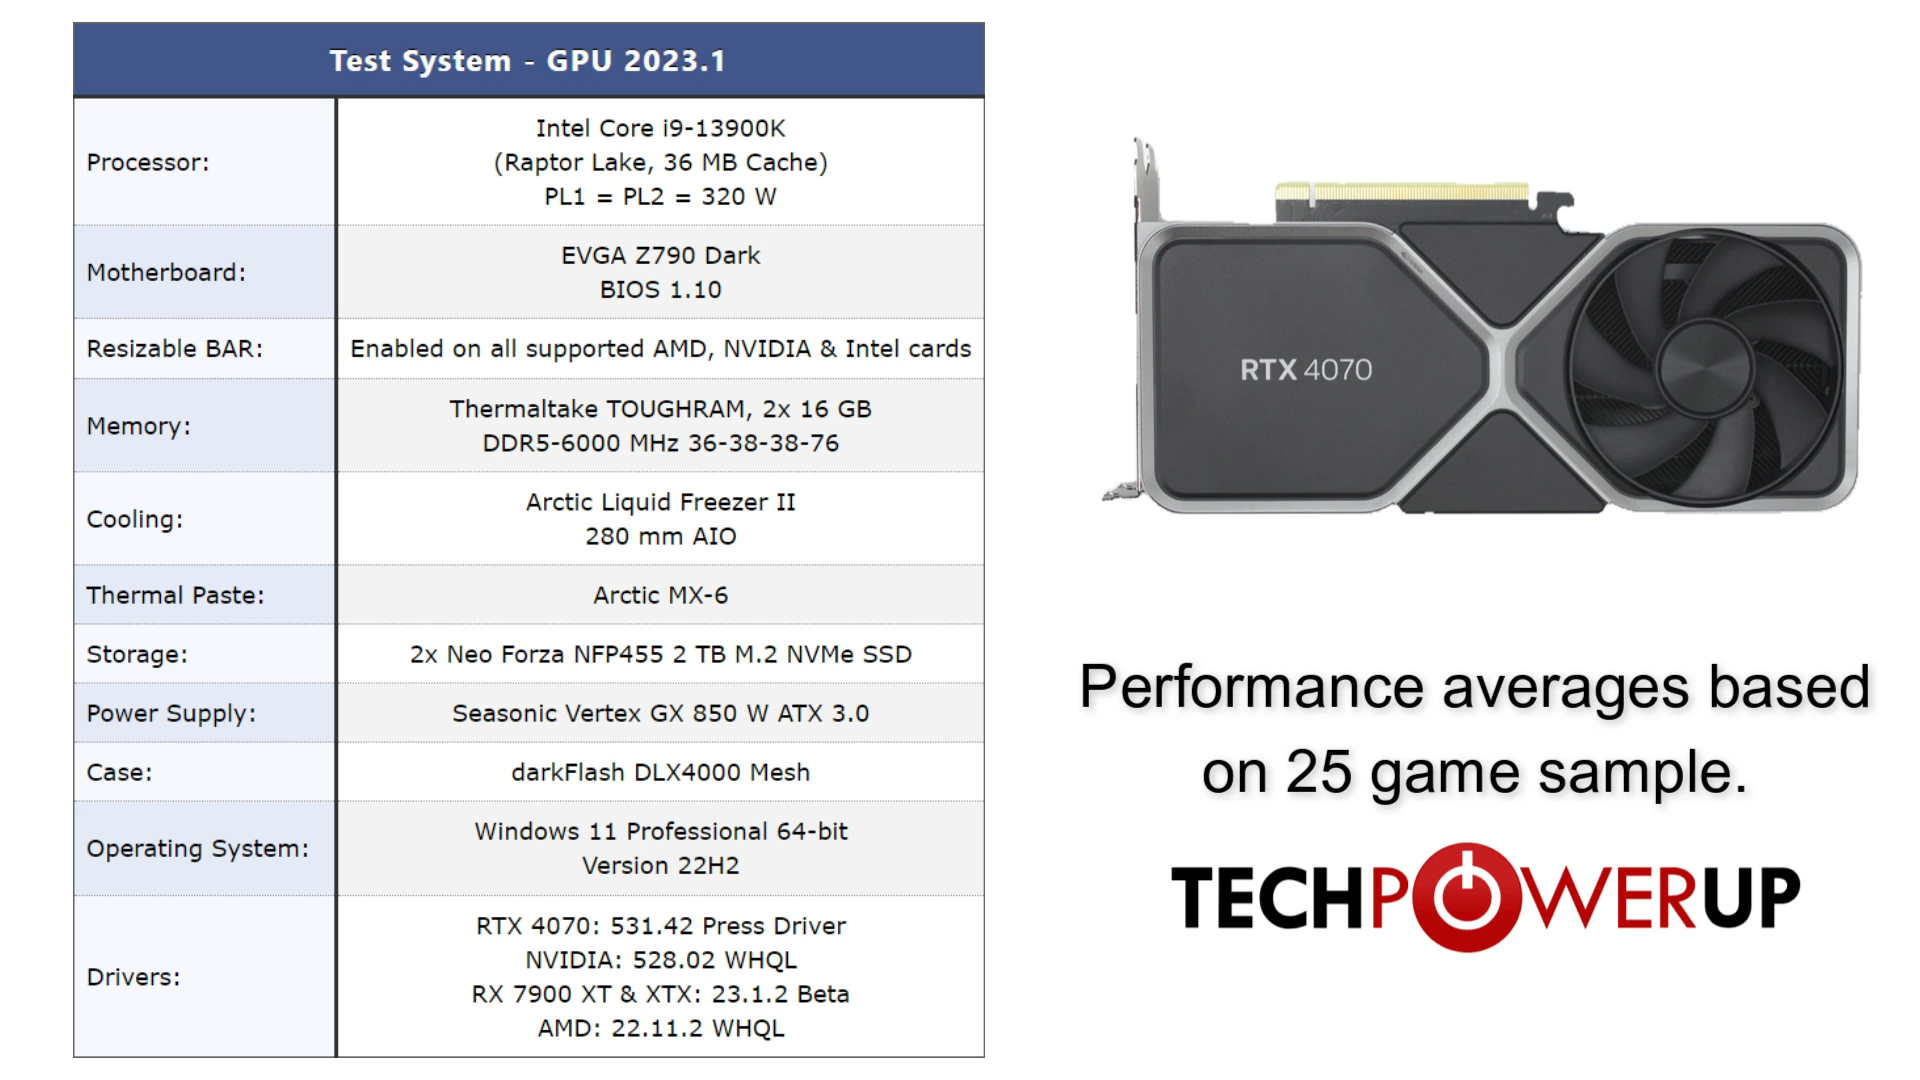 Test System - GPU 2023.1
Processor:
Intel Core i9-13900K
(Raptor Lake, 36 MB Cache)
PL1 = PL2 = 320 W
Motherboard:
EVGA Z790 Dark
BIOS 1.10
Resizable BAR:
Enabled on all supported AMD, NVIDIA & Intel cards
Memory:
Thermaltake TOUGHRAM, 2x 16 GB
DDR5-6000 MHz 36-38-38-76
Cooling:
Arctic Liquid Freezer II
280 mm AIO
Thermal Paste:
Arctic MX-6
Storage:
2x Neo Forza NFP455 2 TB M.2 NVMe SSD
Power Supply:
Seasonic Vertex GX 850 W ATX 3.0
Case:
darkFlash DLX4000 Mesh
Operating System:
Windows 11 Professional 64-bit
Version 22H2
Drivers:
RTX 4070: 531.42 Press Driver
NVIDIA: 528.02 WHQL
RX 7900 XT & XTX: 23.1.2 Beta
AMD: 22.11.2 WHQL
RTX 4070
Performance averages based
on 25 game sample.
TECHPOWERUP